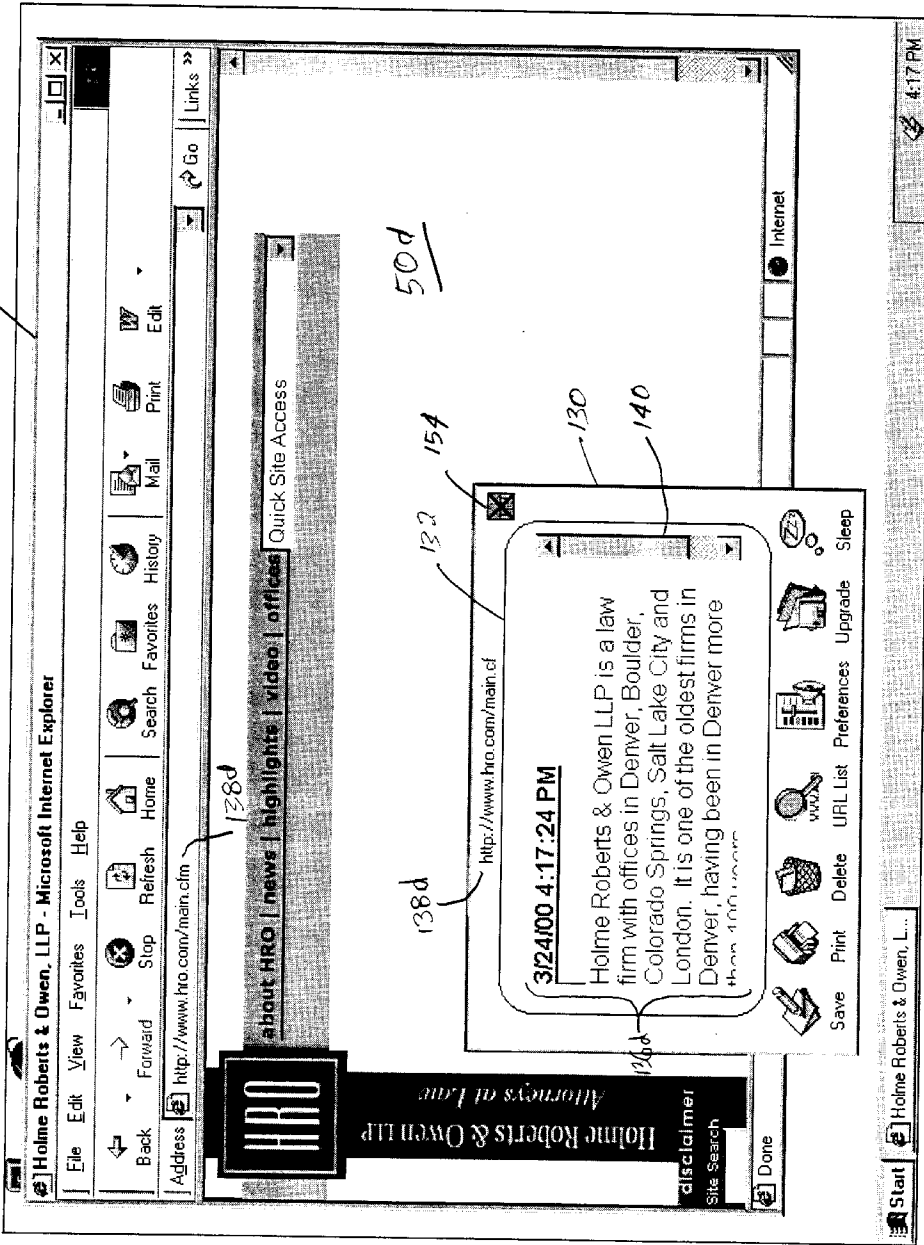 Holme Roberts & Owen, LLP - Microsoft Internet Explorer
File Edit View Favorites Tools Help
Back Forward Stop Refresh Home Search Favorites History Mail Print Edit
Address http://www.hro.com/main.cfm Go Links »
138d
HRO
about HRO | news | highlights | video | offices Quick Site Access
Holme Roberts & Owen LLP
Attorneys at Law
50d
disclaimer
Site Search
138d
132
154
130
140
http://www.hro.com/main.cf
3/24/00 4:17:24 PM
Home Roberts & Owen LLP is a law
firm with offices in Denver, Boulder,
Colorado Springs, Salt Lake City and
London. It is one of the oldest firms in
Denver, having been in Denver more
than 100 years
136d
Save Print Delete URL List Preferences Upgrade Sleep
Done Internet
Start Holme Roberts & Owen, L... 4:17 PM